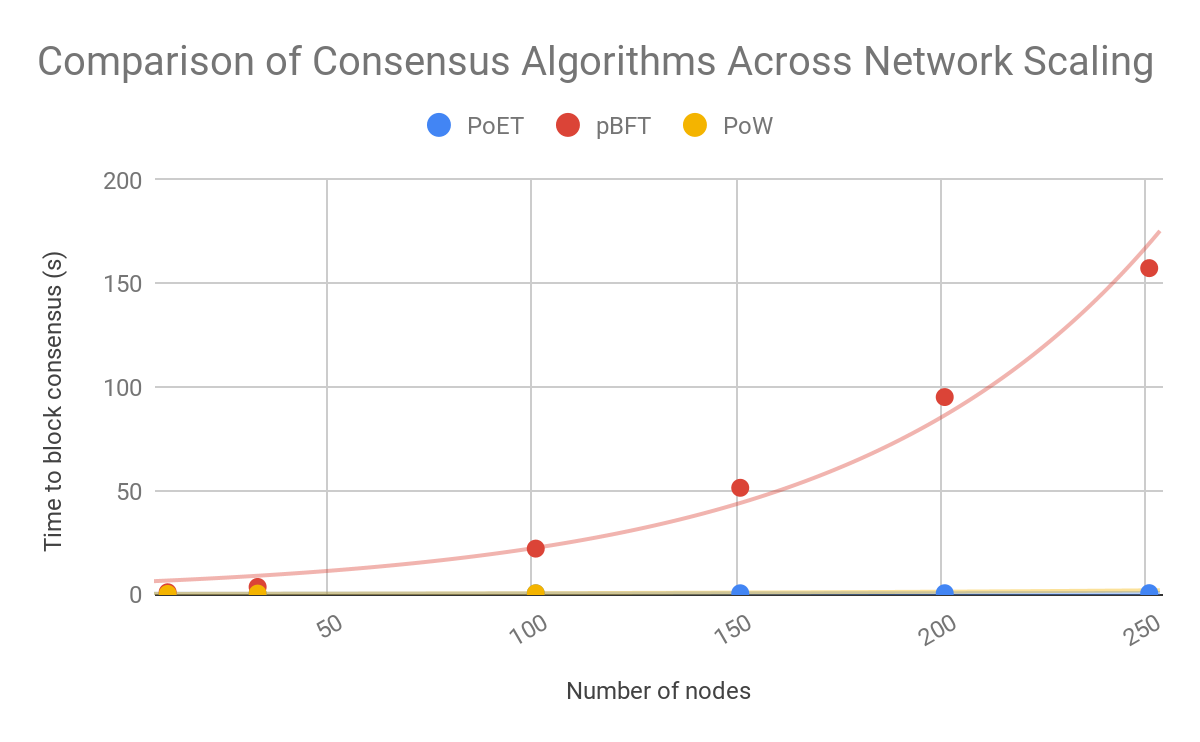 Comparison of Consensus Algorithms Across Network Scaling
PoET pBFT PoW
200
150
100
50
0
Time to block consensus (s)
50 100 150 200 250
Number of nodes